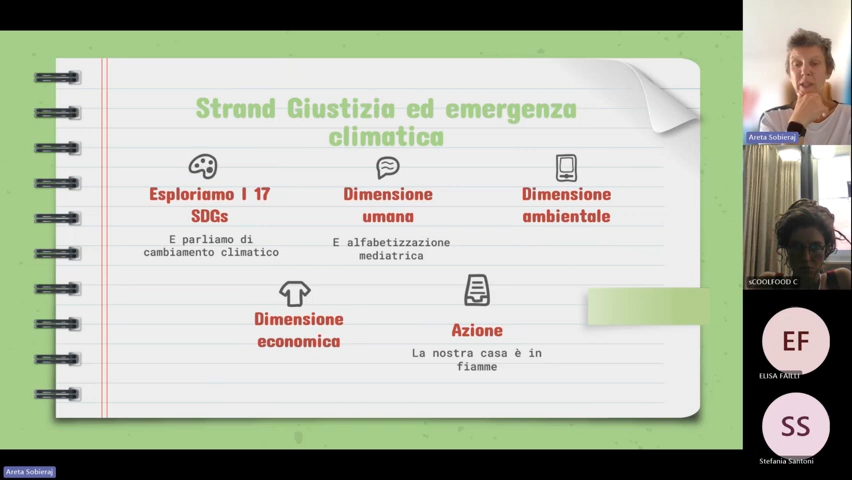 Strand Giustizia ed emergenza
climatica
Esploriamo I 17
SDGs
E parliamo di
cambiamento climatico
Dimensione
umana
E alfabetizzazione
mediatrica
Dimensione
ambientale
Dimensione
economica
Azione
La nostra casa è in
fiamme
Areta Sobieraj
sCOOLFOOD C
EF
ELISA FAILLI
SS
Stefania Santoni
Areta Sobieraj